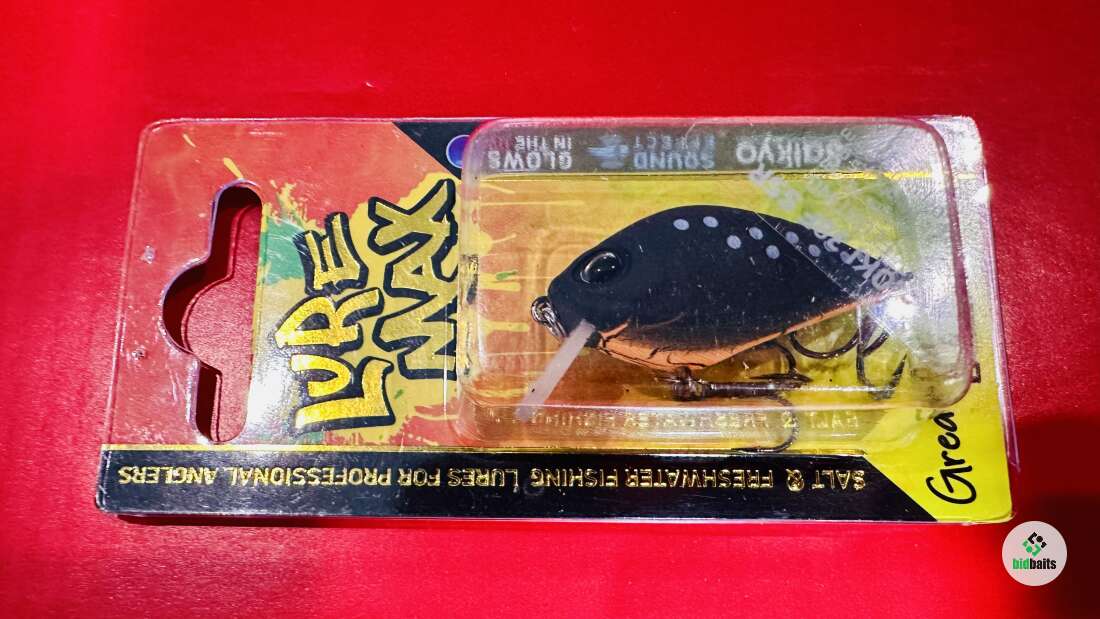 LURE
MAX
GLOWS
IN THE
SOUND
EFFECT
Saikyo
SALT & FRESHWATER FISHING LURES FOR PROFESSIONAL ANGLERS
bidbaits